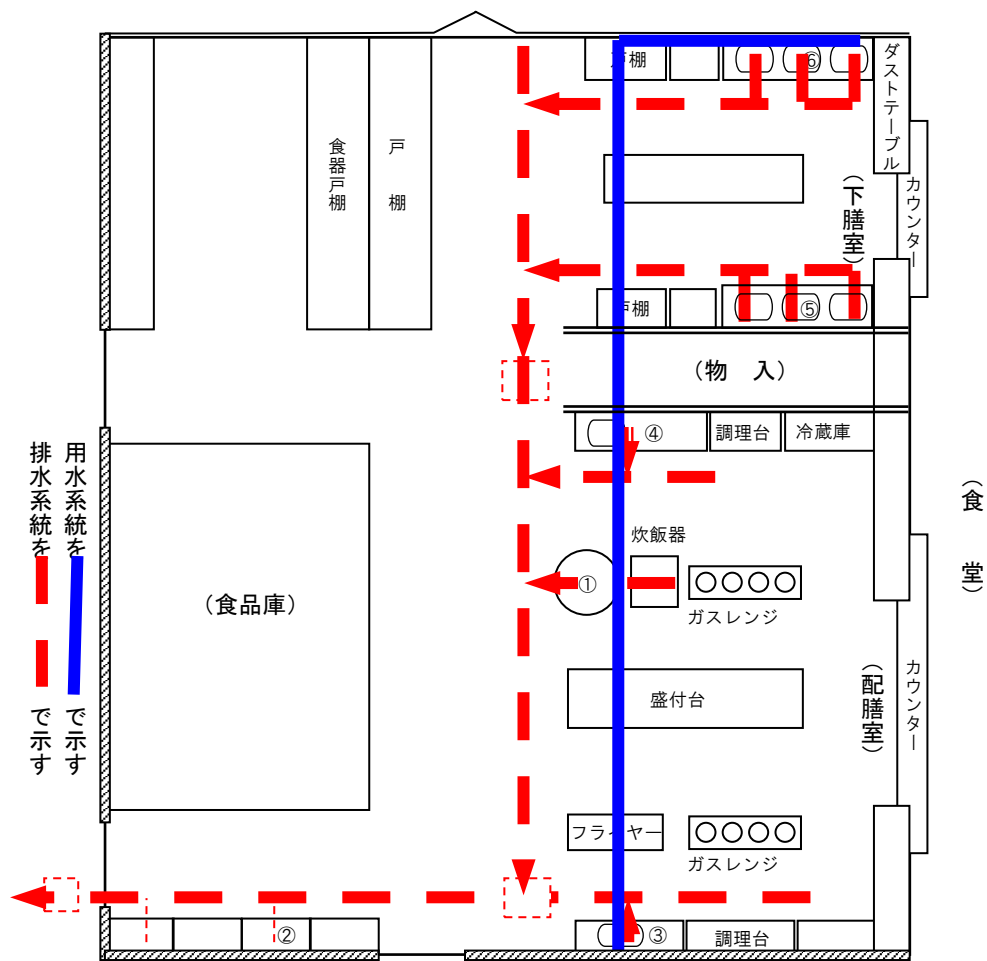 戸棚
⑥
ダストテーブル
食器戸棚
戸　棚
（下膳室）
カウンター
戸棚
⑤
（物　入）
④
調理台
冷蔵庫
用水系統を　で示す
排水系統を　で示す
（食　堂）
炊飯器
①
ガスレンジ
（食品庫）
盛付台
（配膳室）
カウンター
フライヤー
ガスレンジ
②
③
調理台